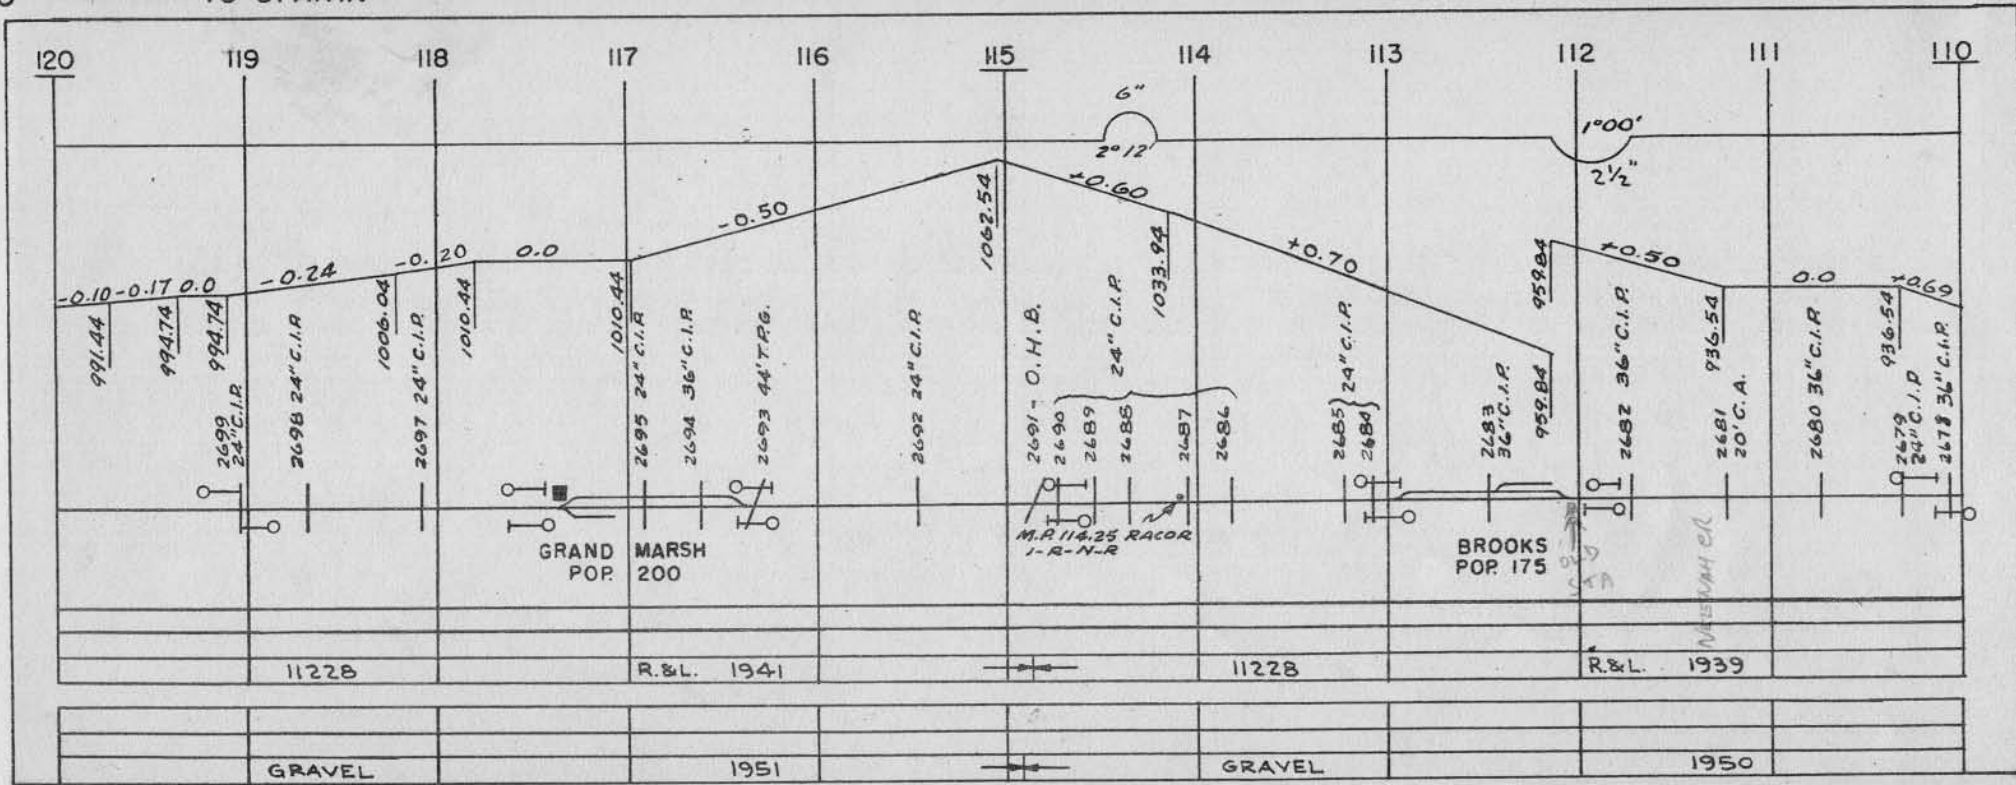 120 119 118 117 116 115 114 113 112 111 110
6"
2°12'
1°00'
2½"
-0.10 -0.17 0.0 -0.24 -0.20 0.0 -0.50 +0.60 +0.70 +0.50 0.0 +0.69
991.44
994.74
994.74
1006.04
1010.44
1010.44
1062.54
1033.94
959.84
959.84
936.54
936.54
2699
24" C.I.P.
2698 24" C.I.P.
2697 24" C.I.P.
2695 24" C.I.P.
2694 36" C.I.P.
2693 44' T.P.G.
2692 24" C.I.P.
2691 - O.H.B.
2690
2689
2688
24" C.I.P.
2687
2686
2685
2684
24" C.I.P.
2683
36" C.I.P.
2682 36" C.I.P.
2681
20' C.A.
2680 36" C.I.P.
2679
24" C.I.P.
2678 36" C.I.P.
GRAND MARSH
POP. 200
M.P. 114.25 RACOR
1-R-N-R
BROOKS
POP. 175
11228 R.&L. 1941 11228 R.&L. 1939
GRAVEL 1951 GRAVEL 1950